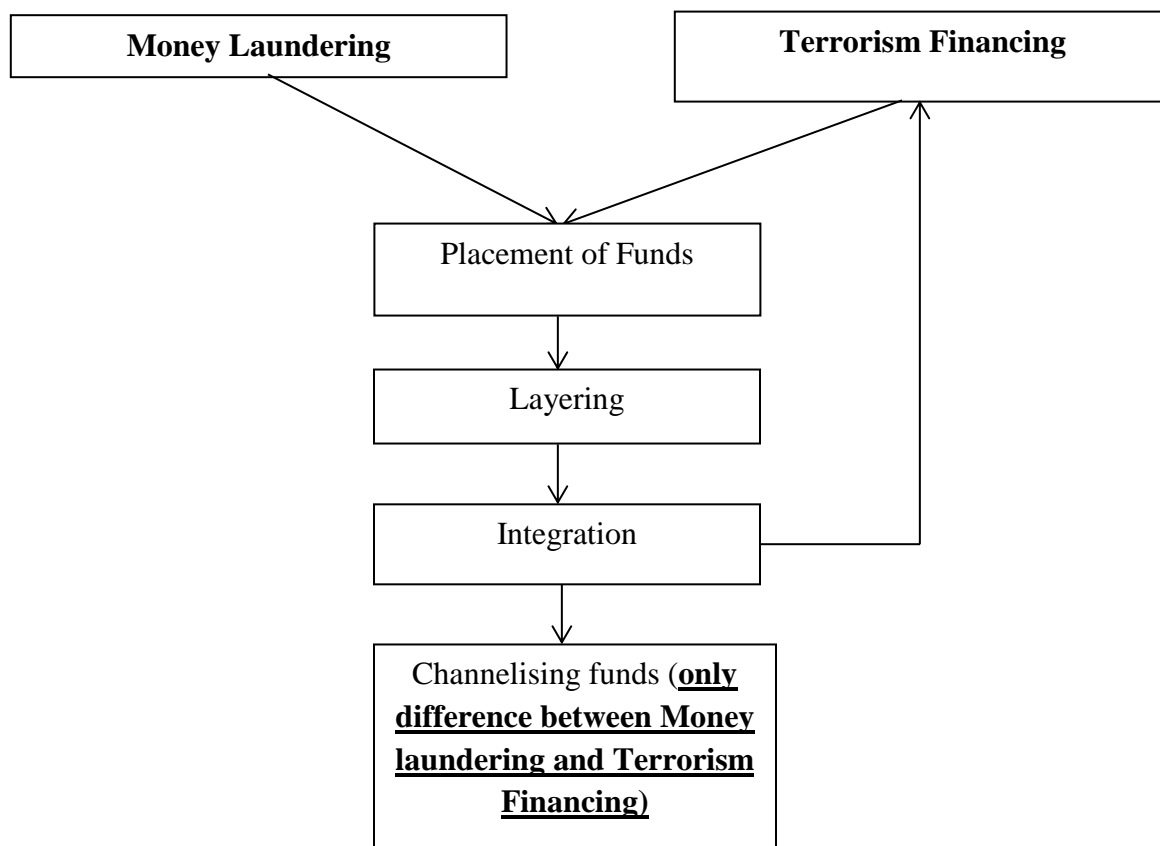 Money Laundering
Terrorism Financing
Placement of Funds
Layering
Integration
Channelising funds (only
difference between Money
laundering and Terrorism
Financing)